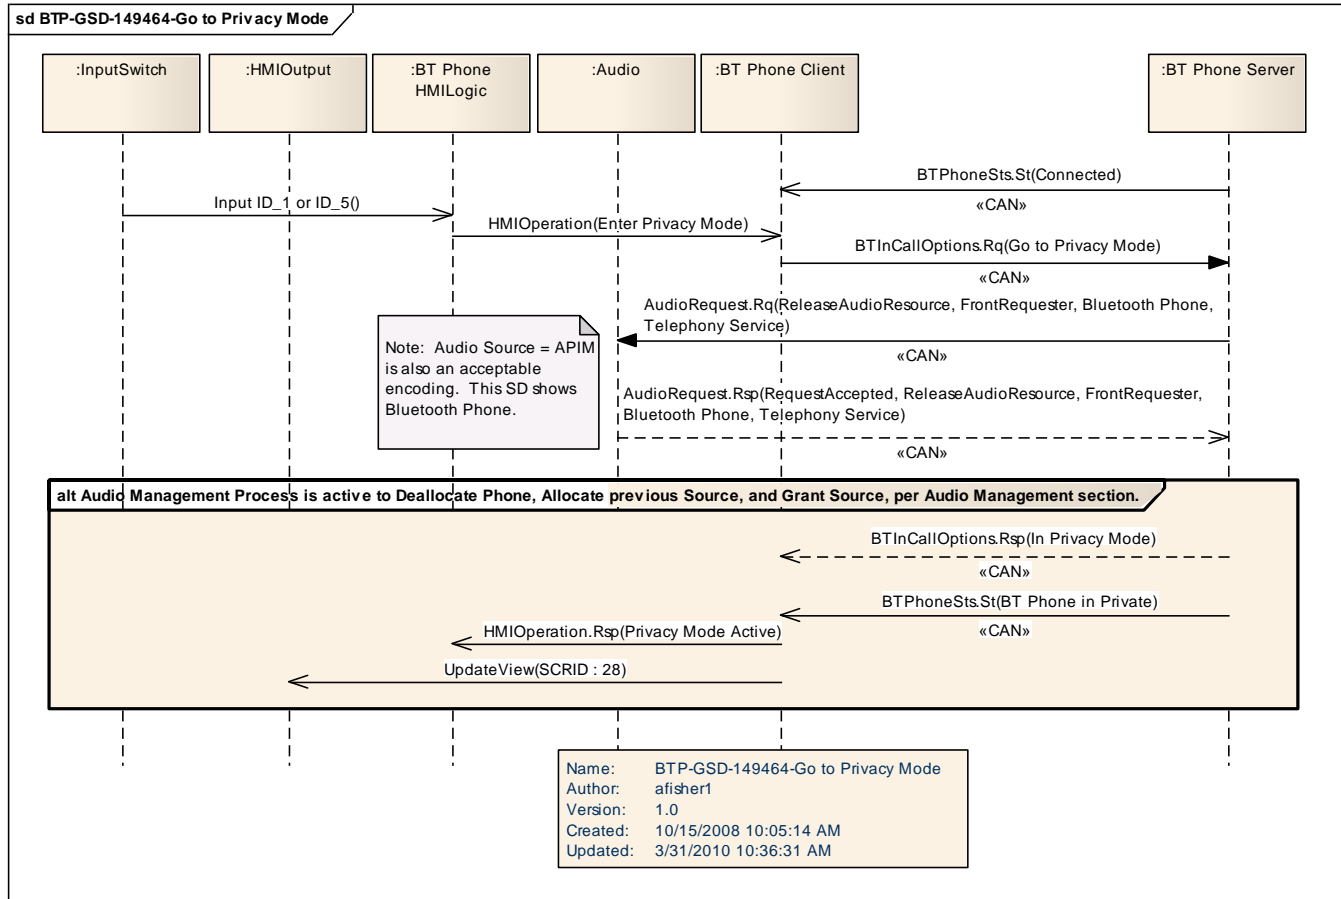 sd BTP-GSD-149464-Go to Privacy Mode
:InputSwitch
:HMIOutput
:BT Phone
HMILogic
:Audio
:BT Phone Client
:BT Phone Server
BTPhoneSts.St(Connected)
«CAN»
Input ID_1 or ID_5()
HMIOperation(Enter Privacy Mode)
BTInCallOptions.Rq(Go to Privacy Mode)
«CAN»
AudioRequest.Rq(ReleaseAudioResource, FrontRequester, Bluetooth Phone,
Telephony Service)
«CAN»
Note: Audio Source = APIM
is also an acceptable
encoding. This SD shows
Bluetooth Phone.
AudioRequest.Rsp(RequestAccepted, ReleaseAudioResource, FrontRequester,
Bluetooth Phone, Telephony Service)
«CAN»
alt Audio Management Process is active to Deallocate Phone, Allocate previous Source, and Grant Source, per Audio Management section.
BTInCallOptions.Rsp(In Privacy Mode)
«CAN»
BTPhoneSts.St(BT Phone in Private)
«CAN»
HMIOperation.Rsp(Privacy Mode Active)
UpdateView(SCRID : 28)
Name: BTP-GSD-149464-Go to Privacy Mode
Author: afisher1
Version: 1.0
Created: 10/15/2008 10:05:14 AM
Updated: 3/31/2010 10:36:31 AM